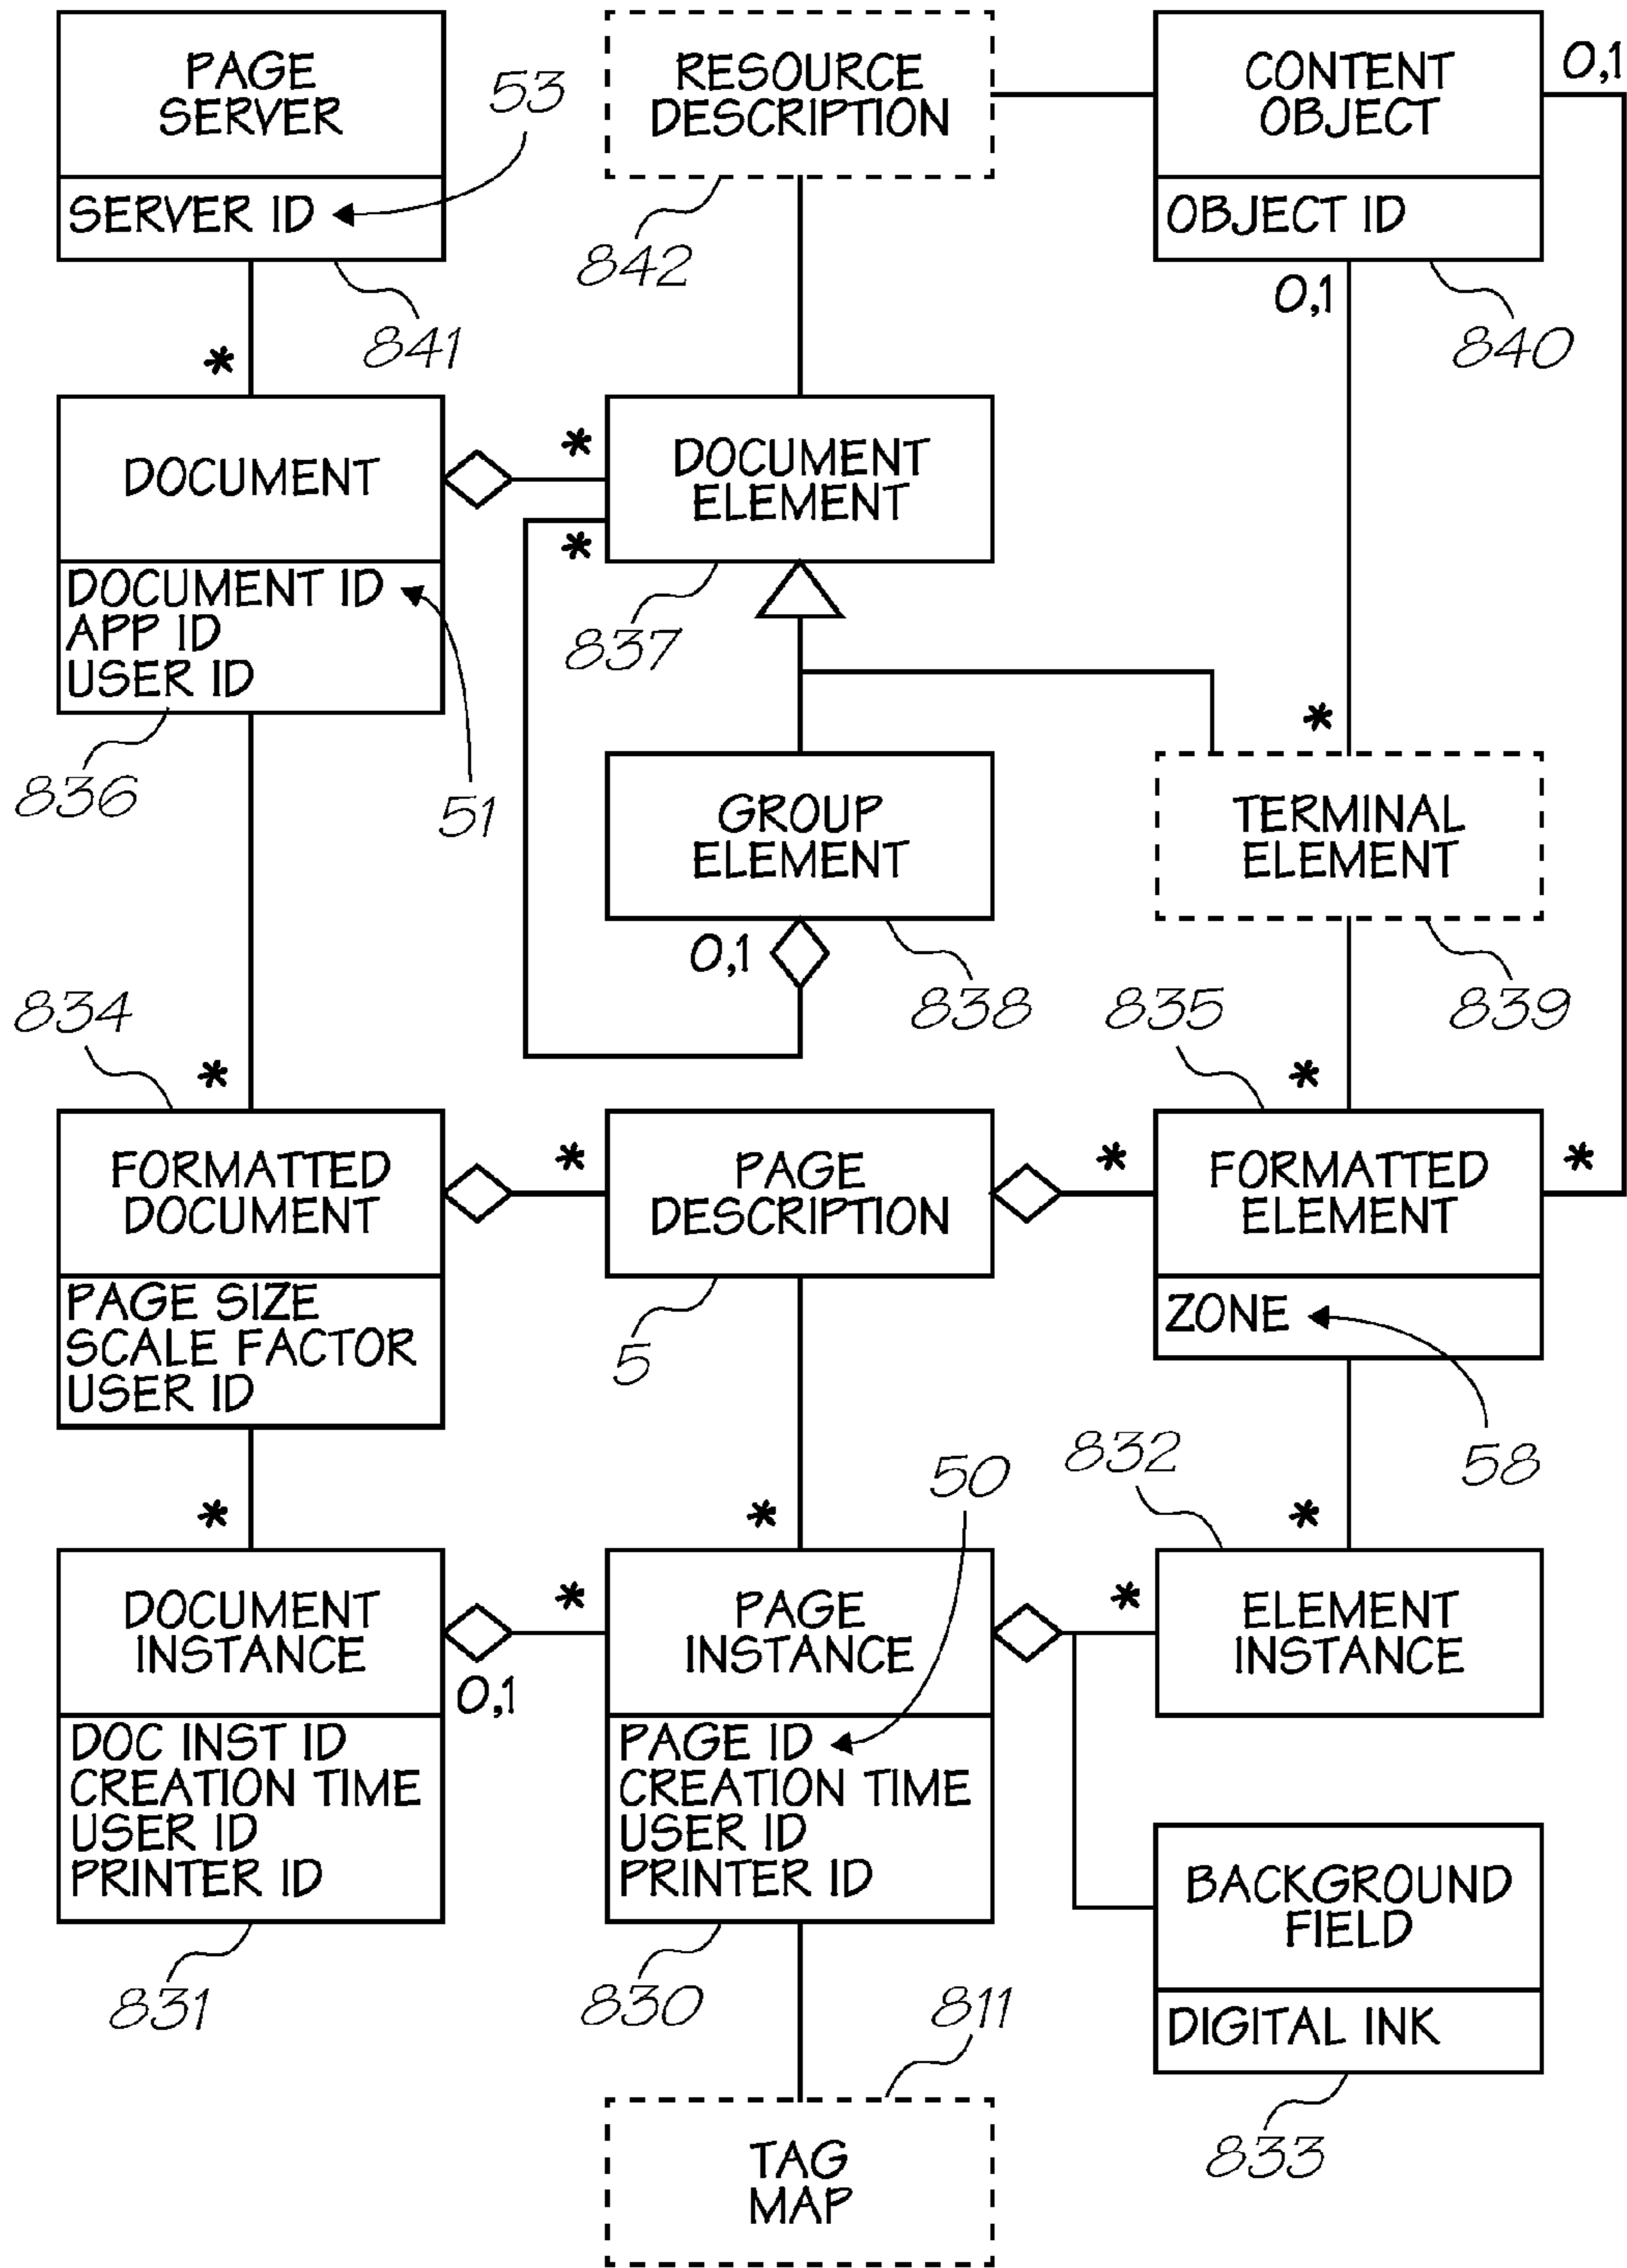 PAGE
SERVER
53
SERVER ID
841
RESOURCE
DESCRIPTION
842
CONTENT
OBJECT
0,1
OBJECT ID
0,1
840
*
DOCUMENT
DOCUMENT ID
APP ID
USER ID
836
51
*
DOCUMENT
ELEMENT
*
837
GROUP
ELEMENT
0,1
838
*
TERMINAL
ELEMENT
839
834
*
FORMATTED
DOCUMENT
PAGE SIZE
SCALE FACTOR
USER ID
*
PAGE
DESCRIPTION
5
835
*
*
FORMATTED
ELEMENT
*
ZONE
58
*
DOCUMENT
INSTANCE
0,1
DOC INST ID
CREATION TIME
USER ID
PRINTER ID
831
*
*
50
PAGE
INSTANCE
PAGE ID
CREATION TIME
USER ID
PRINTER ID
830
832
*
*
ELEMENT
INSTANCE
BACKGROUND
FIELD
DIGITAL INK
833
811
TAG
MAP